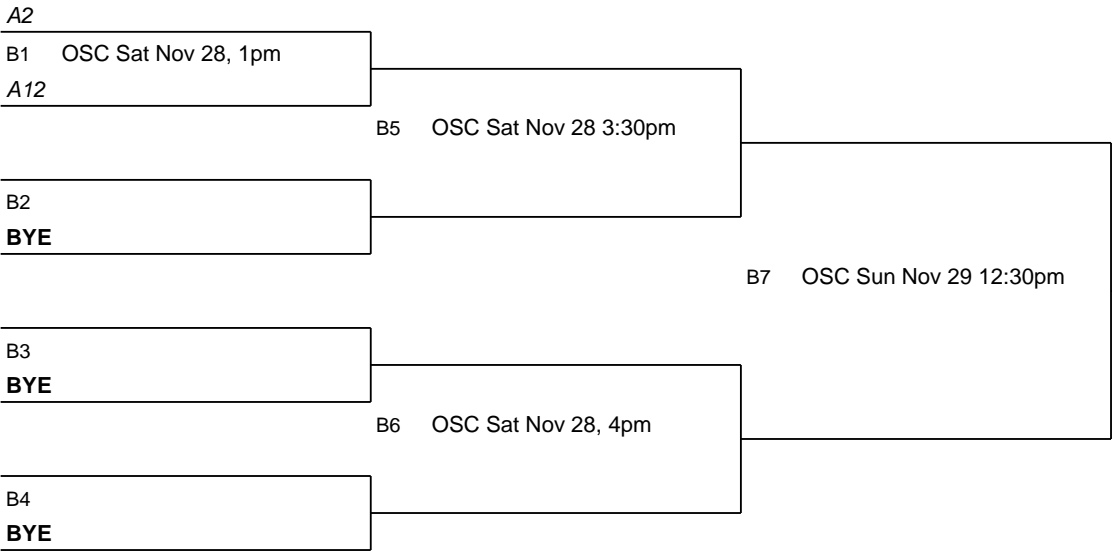 A2
B1 OSC Sat Nov 28, 1pm
A12
B5 OSC Sat Nov 28 3:30pm
B2
BYE
B7 OSC Sun Nov 29 12:30pm
B3
BYE
B6 OSC Sat Nov 28, 4pm
B4
BYE